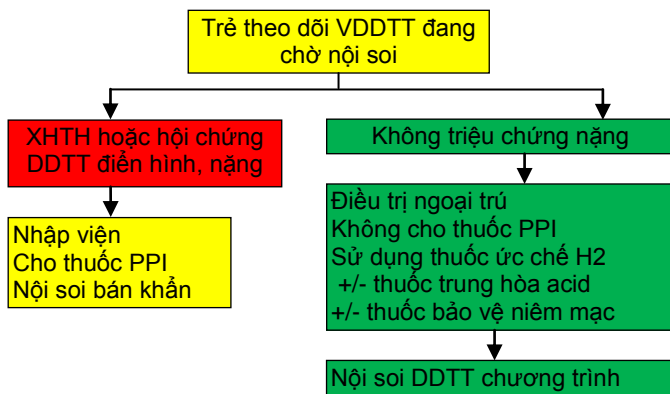 Trẻ theo dõi VDDTT đang
chờ nội soi
XHTH hoặc hội chứng
DDTT điển hình, nặng
Không triệu chứng nặng
Nhập viện
Cho thuốc PPI
Nội soi bán khẩn
Điều trị ngoại trú
Không cho thuốc PPI
Sử dụng thuốc ức chế H2
+/- thuốc trung hòa acid
+/- thuốc bảo vệ niêm mạc
Nội soi DDTT chương trình